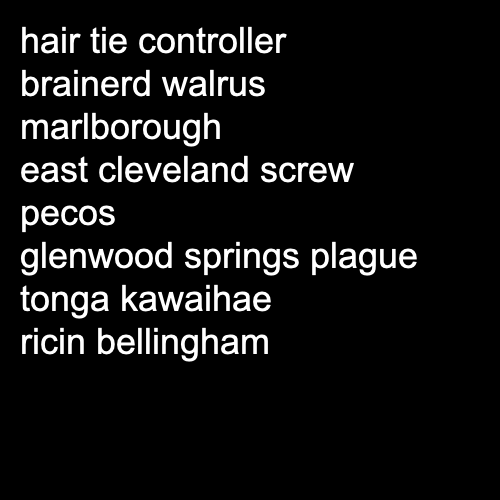 hair tie controller
brainerd walrus
marlborough
east cleveland screw
pecos
glenwood springs plague
tonga kawaihae
ricin bellingham